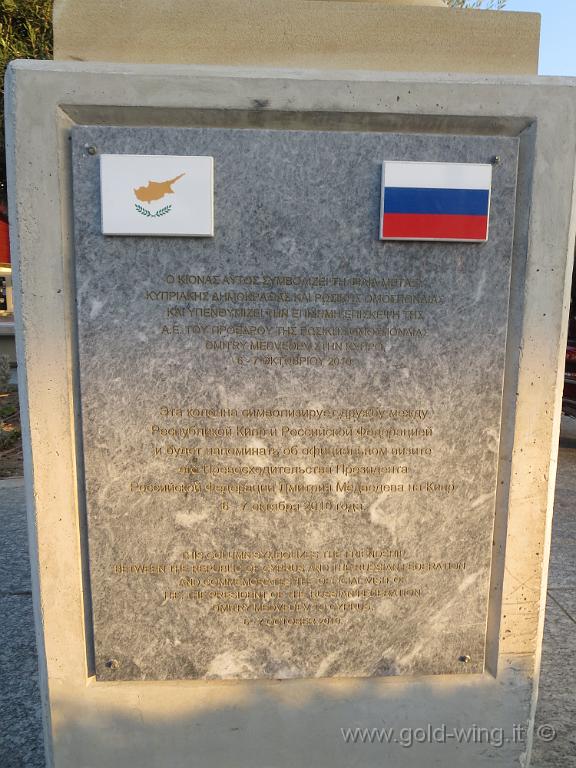 Ο ΚΙΟΝΑΣ ΑΥΤΟΣ ΣΥΜΒΟΛΙΖΕΙ ΤΗ ΦΙΛΙΑ ΜΕΤΑΞΥ
ΚΥΠΡΙΑΚΗΣ ΔΗΜΟΚΡΑΤΙΑΣ ΚΑΙ ΡΩΣΙΚΗΣ ΟΜΟΣΠΟΝΔΙΑΣ
ΚΑΙ ΥΠΕΝΘΥΜΙΖΕΙ ΤΗΝ ΕΠΙΣΗΜΗ ΕΠΙΣΚΕΨΗ ΤΗΣ
Α.Ε. ΤΟΥ ΠΡΟΕΔΡΟΥ ΤΗΣ ΡΩΣΙΚΗΣ ΟΜΟΣΠΟΝΔΙΑΣ
DMITRY MEDVEDEV ΣΤΗΝ ΚΥΠΡΟ
6 - 7 ΟΚΤΩΒΡΙΟΥ 2010
Эта колонна символизирует дружбу между
Республикой Кипр и Российской Федерацией
и будет напоминать об официальном визите
его Превосходительства Президента
Российской Федерации Дмитрия Медведева на Кипр
6 - 7 октября 2010 года.
THIS COLUMN SYMBOLIZES THE FRIENDSHIP
BETWEEN THE REPUBLIC OF CYPRUS AND THE RUSSIAN FEDERATION
AND COMMEMORATES THE OFFICIAL VISIT OF
THE PRESIDENT OF THE RUSSIAN FEDERATION
DMITRY MEDVEDEV TO CYPRUS,
6 - 7 OCTOBER 2010
www.gold-wing.it ©